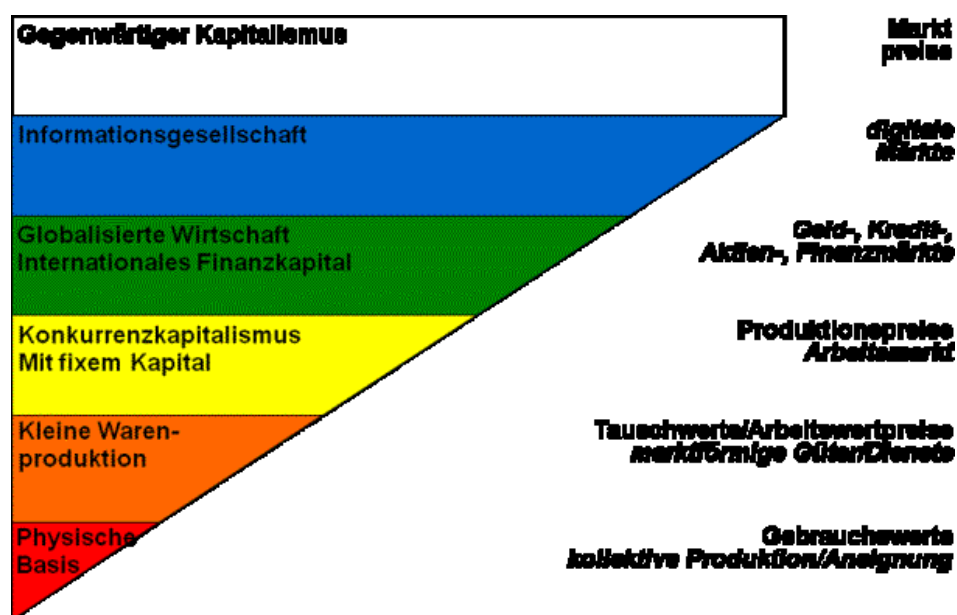 Gegenwärtiger Kapitalismus
Markt
preise
Informationsgesellschaft
digitale
Märkte
Globalisierte Wirtschaft
Internationales Finanzkapital
Geld-, Kredit-,
Aktien-, Finanzmärkte
Konkurrenzkapitalismus
Mit fixem Kapital
Produktionspreise
Arbeitsmarkt
Kleine Waren-
produktion
Tauschwerte/Arbeitswertpreise
marktförmige Güter/Dienste
Physische
Basis
Gebrauchswerte
kollektive Produktion/Aneignung